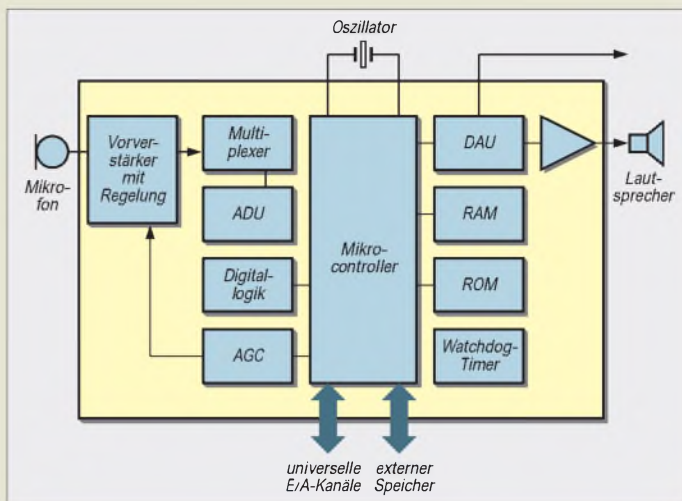 Oszillator
Vorver-
stärker
mit
Regelung
Multi-
plexer
DAU
Mikro-
fon
Laut-
sprecher
ADU
RAM
Mikro-
controller
Digital-
logik
ROM
AGC
Watchdog-
Timer
universelle
E/A-Kanäle
externer
Speicher